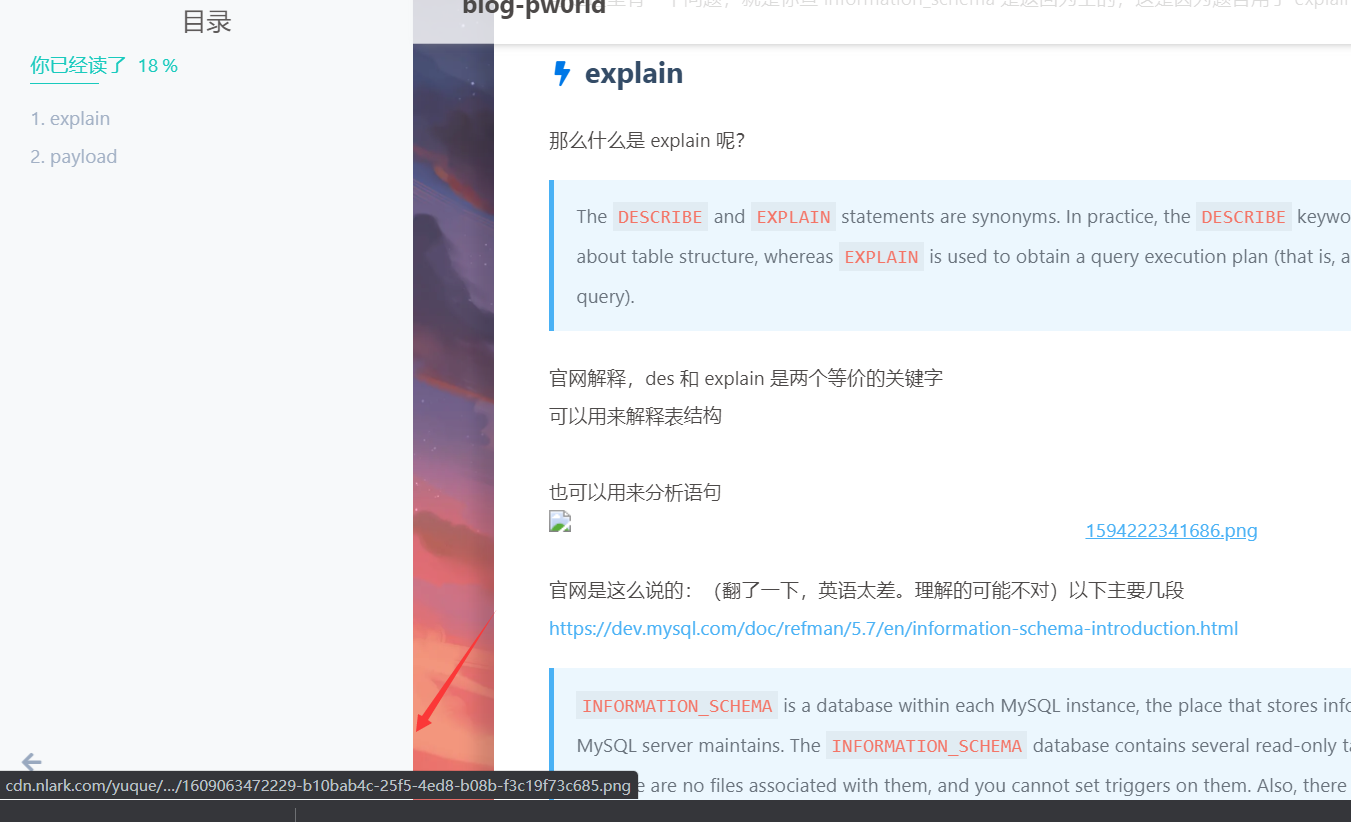 目录
你已经读了 18 %
1. explain
2. payload
blog-pw0rld
explain
那么什么是 explain 呢?
The DESCRIBE and EXPLAIN statements are synonyms. In practice, the DESCRIBE keywo
about table structure, whereas EXPLAIN is used to obtain a query execution plan (that is, a
query).
官网解释，des 和 explain 是两个等价的关键字
可以用来解释表结构
也可以用来分析语句
1594222341686.png
官网是这么说的：（翻了一下，英语太差。理解的可能不对）以下主要几段
https://dev.mysql.com/doc/refman/5.7/en/information-schema-introduction.html
INFORMATION_SCHEMA is a database within each MySQL instance, the place that stores info
MySQL server maintains. The INFORMATION_SCHEMA database contains several read-only ta
e are no files associated with them, and you cannot set triggers on them. Also, there
cdn.nlark.com/yuque/.../1609063472229-b10bab4c-25f5-4ed8-b08b-f3c19f73c685.png